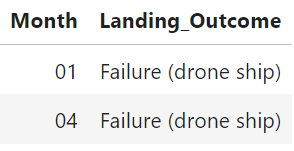 Month Landing_Outcome
01 Failure (drone ship)
04 Failure (drone ship)